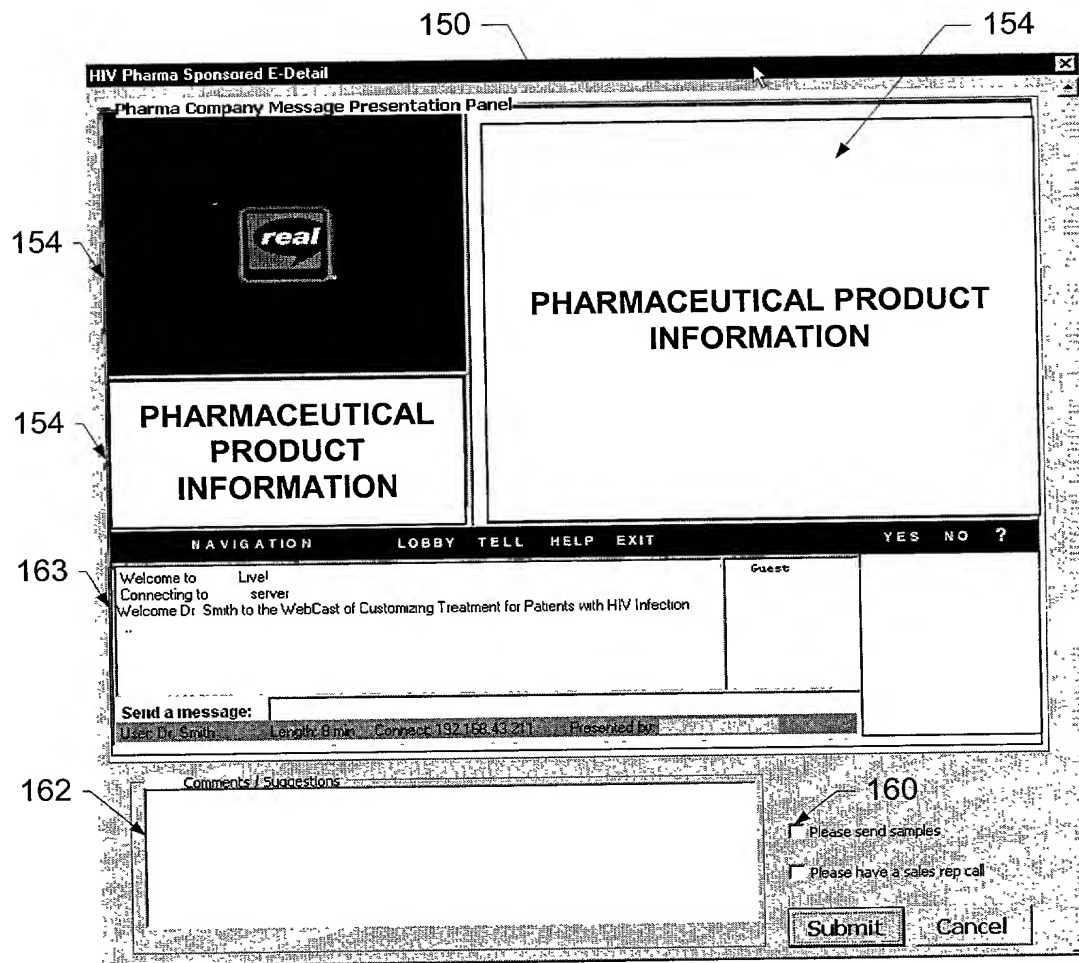 150
154
HIV Pharma Sponsored E-Detail
Pharma Company Message Presentation Panel
real
154
PHARMACEUTICAL PRODUCT
INFORMATION
154
PHARMACEUTICAL
PRODUCT
INFORMATION
NAVIGATION LOBBY TELL HELP EXIT YES NO ?
163
Welcome to Live!
Guest
Connecting to server
Welcome Dr Smith to the WebCast of Customizing Treatment for Patients with HIV Infection
..
Send a message:
User: Dr. Smith Length: 8 min Connect: 192.168.43.211 Presented by:
162
Comments / Suggestions
160
Please send samples
Please have a sales rep call
Submit Cancel